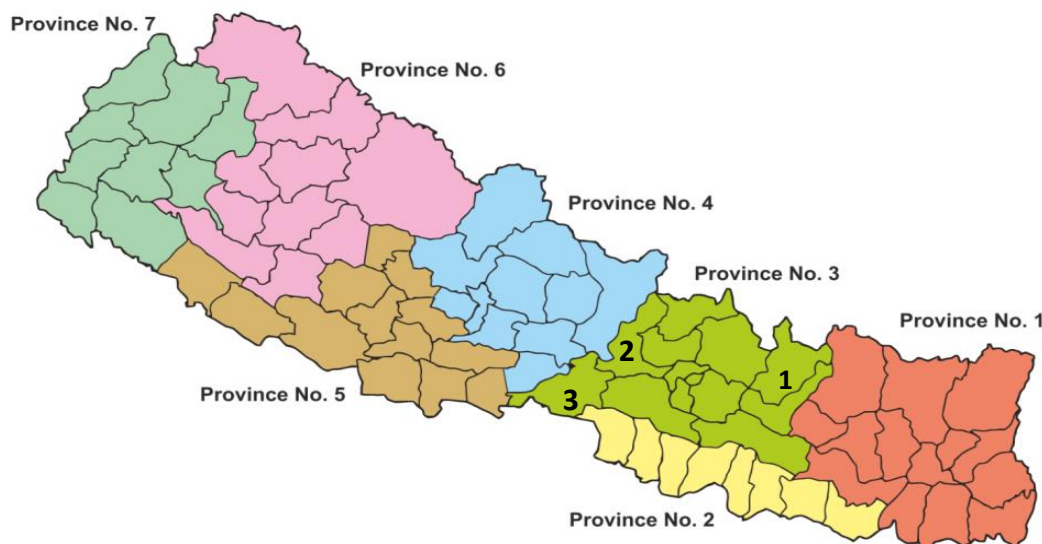 Province No. 7
Province No. 6
Province No. 4
Province No. 3
Province No. 1
2
1
Province No. 5
3
Province No. 2